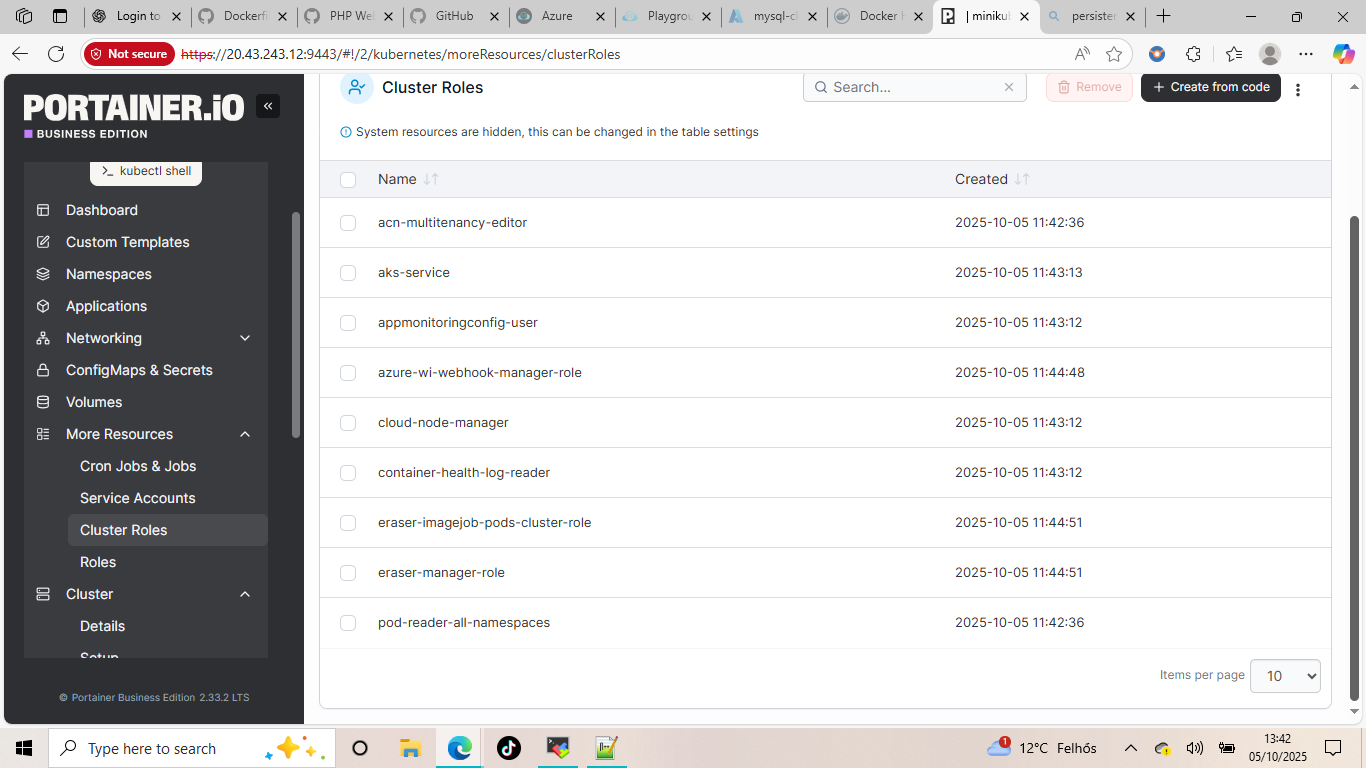 Login to
Dockerfi
PHP Wel
GitHub
Azure
Playgrou
mysql-cl
Docker H
| minikub
persisten
Not secure
https://20.43.243.12:9443/#!/2/kubernetes/moreResources/clusterRoles
PORTAINER.iO
BUSINESS EDITION
kubectl shell
Dashboard
Custom Templates
Namespaces
Applications
Networking
ConfigMaps & Secrets
Volumes
More Resources
Cron Jobs & Jobs
Service Accounts
Cluster Roles
Roles
Cluster
Details
Setup
© Portainer Business Edition 2.33.2 LTS
Cluster Roles
Search...
Remove
+ Create from code
System resources are hidden, this can be changed in the table settings
Name Created
acn-multitenancy-editor 2025-10-05 11:42:36
aks-service 2025-10-05 11:43:13
appmonitoringconfig-user 2025-10-05 11:43:12
azure-wi-webhook-manager-role 2025-10-05 11:44:48
cloud-node-manager 2025-10-05 11:43:12
container-health-log-reader 2025-10-05 11:43:12
eraser-imagejob-pods-cluster-role 2025-10-05 11:44:51
eraser-manager-role 2025-10-05 11:44:51
pod-reader-all-namespaces 2025-10-05 11:42:36
Items per page 10
Type here to search
1
12°C Felhős
13:42
05/10/2025